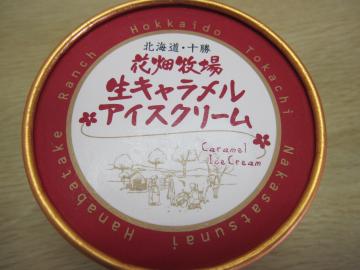 北海道・十勝
花畑牧場
生キャラメル
アイスクリーム
Caramel
Ice Cream
Hanabatake Ranch Hokkaido Tokachi Nakasatsunai